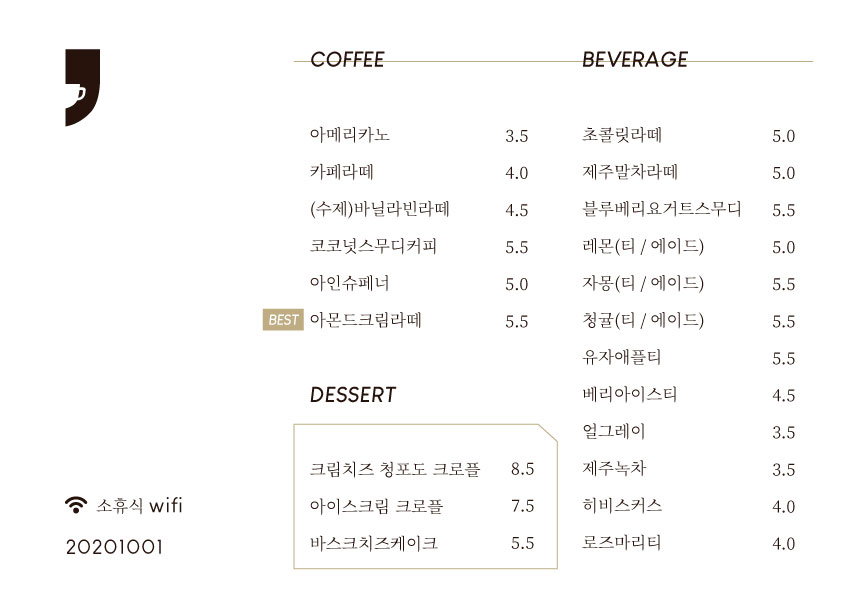 COFFEE
아메리카노 3.5
카페라떼 4.0
(수제)바닐라빈라떼 4.5
코코넛스무디커피 5.5
아인슈페너 5.0
BEST 아몬드크림라떼 5.5
DESSERT
크림치즈 청포도 크로플 8.5
아이스크림 크로플 7.5
바스크치즈케이크 5.5
BEVERAGE
초콜릿라떼 5.0
제주말차라떼 5.0
블루베리요거트스무디 5.5
레몬(티 / 에이드) 5.0
자몽(티 / 에이드) 5.5
청귤(티 / 에이드) 5.5
유자애플티 5.5
베리아이스티 4.5
얼그레이 3.5
제주녹차 3.5
히비스커스 4.0
로즈마리티 4.0
소휴식 wifi
20201001